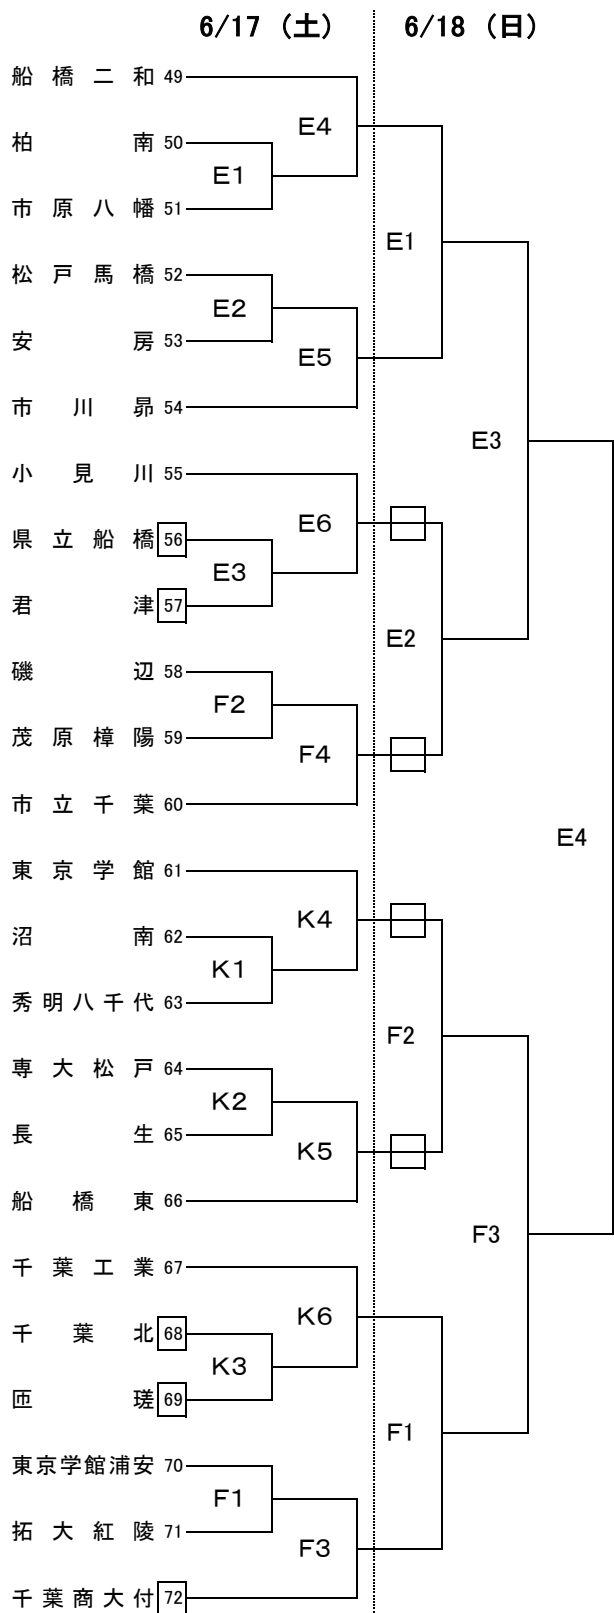 6/17（土） 6/18（日）
船橋二和 49
E4
柏南 50
E1
市原八幡 51
E1
松戸馬橋 52
E2
安房 53
E5
市川昴 54
E3
小見川 55
E6
県立船橋 56
E3
君津 57
E2
磯辺 58
F2
茂原樟陽 59
F4
市立千葉 60
E4
東京学館 61
K4
沼南 62
K1
秀明八千代 63
F2
専大松戸 64
K2
長生 65
K5
船橋東 66
F3
千葉工業 67
K6
千葉北 68
K3
匝瑳 69
F1
東京学館浦安 70
F1
拓大紅陵 71
F3
千葉商大付 72